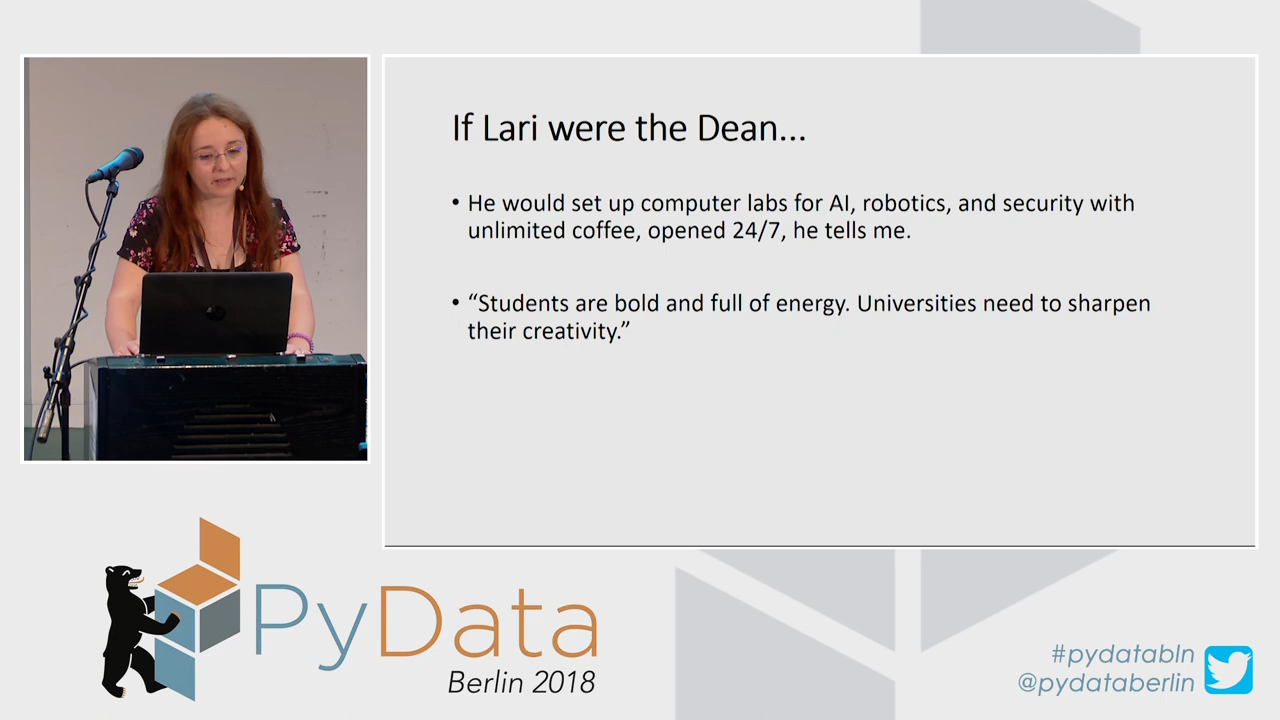 If Lari were the Dean...
• He would set up computer labs for AI, robotics, and security with
unlimited coffee, opened 24/7, he tells me.
• “Students are bold and full of energy. Universities need to sharpen
their creativity.”
PyData
Berlin 2018
#pydatabln
@pydataberlin